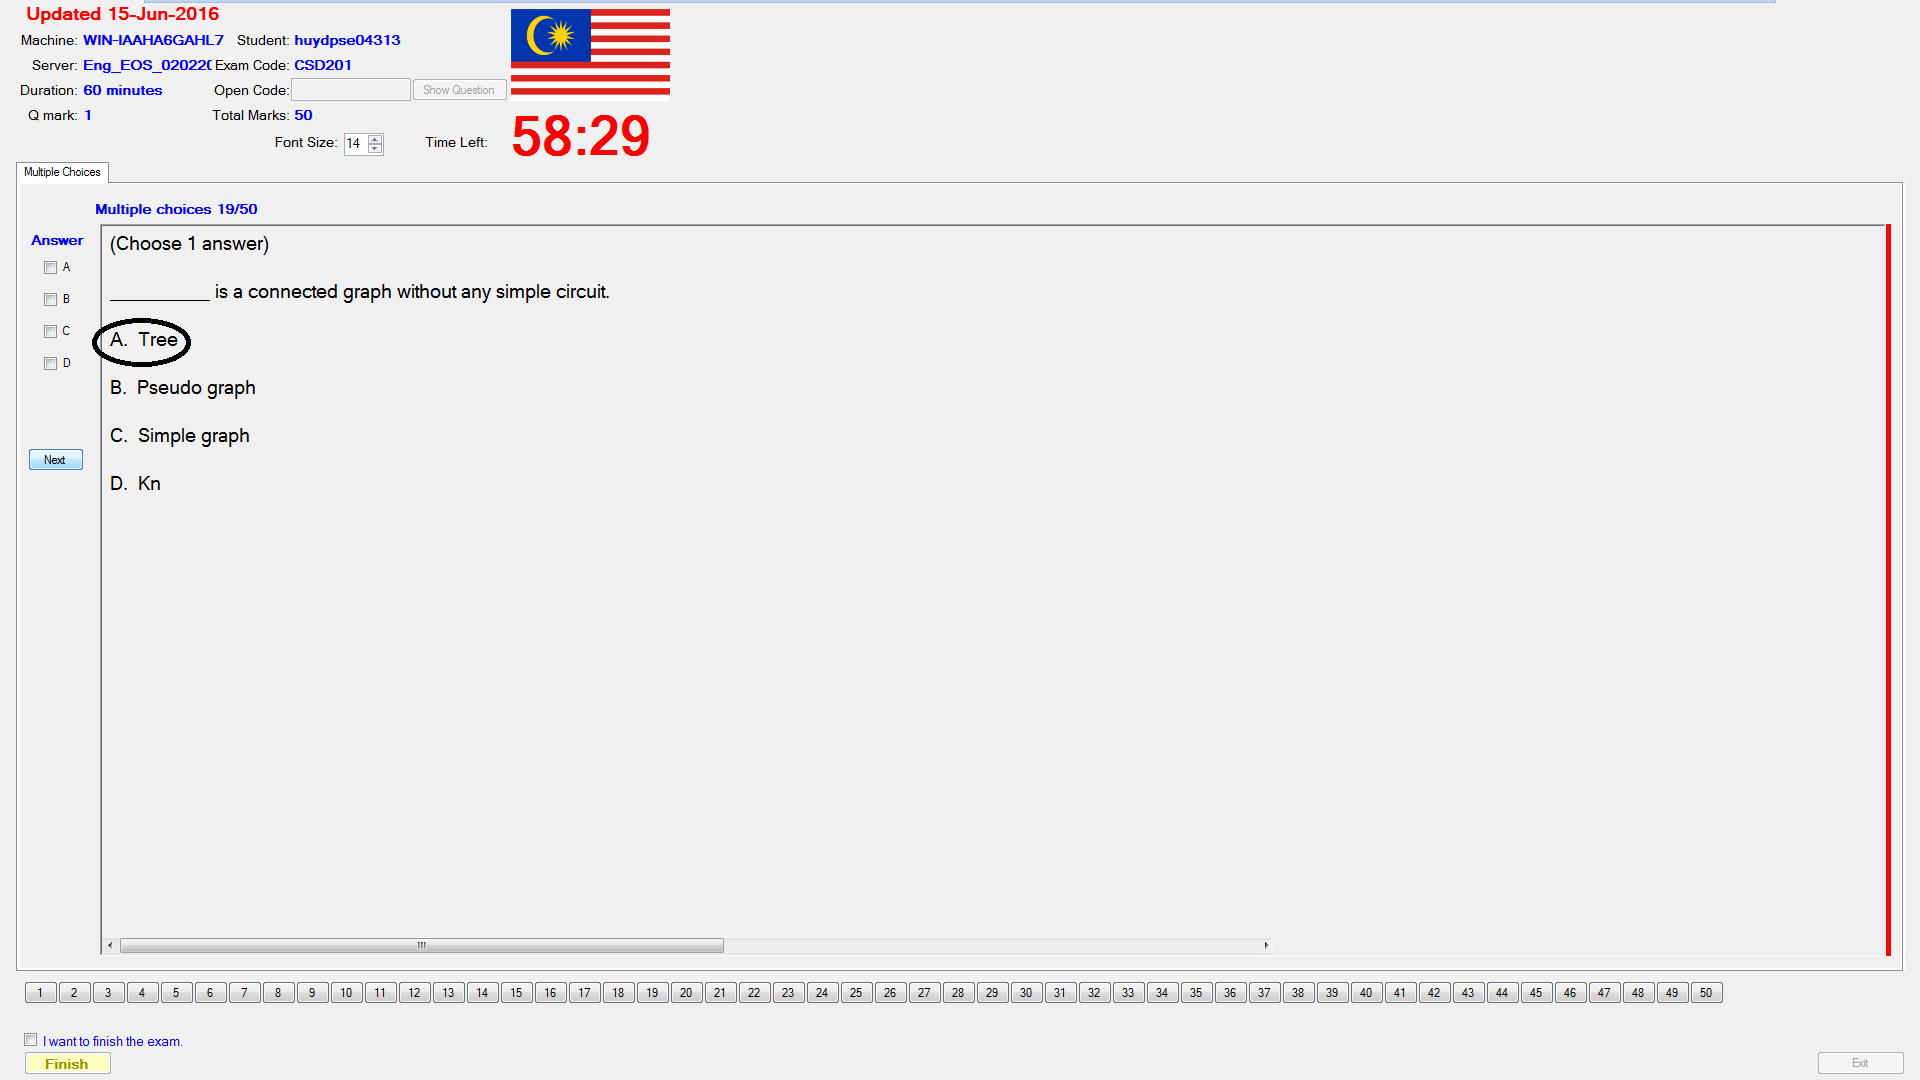 Updated 15-Jun-2016
Machine: WIN-IAAHA6GAHL7 Student: huydpse04313
Server: Eng_EOS_020220 Exam Code: CSD201
Duration: 60 minutes Open Code: Show Question
Q mark: 1 Total Marks: 50
Font Size: 14 Time Left: 58:29
Multiple Choices
Multiple choices 19/50
Answer
A
B
C
D
Next
(Choose 1 answer)
__________ is a connected graph without any simple circuit.
A. Tree
B. Pseudo graph
C. Simple graph
D. Kn
1 2 3 4 5 6 7 8 9 10 11 12 13 14 15 16 17 18 19 20 21 22 23 24 25 26 27 28 29 30 31 32 33 34 35 36 37 38 39 40 41 42 43 44 45 46 47 48 49 50
I want to finish the exam.
Finish
Exit